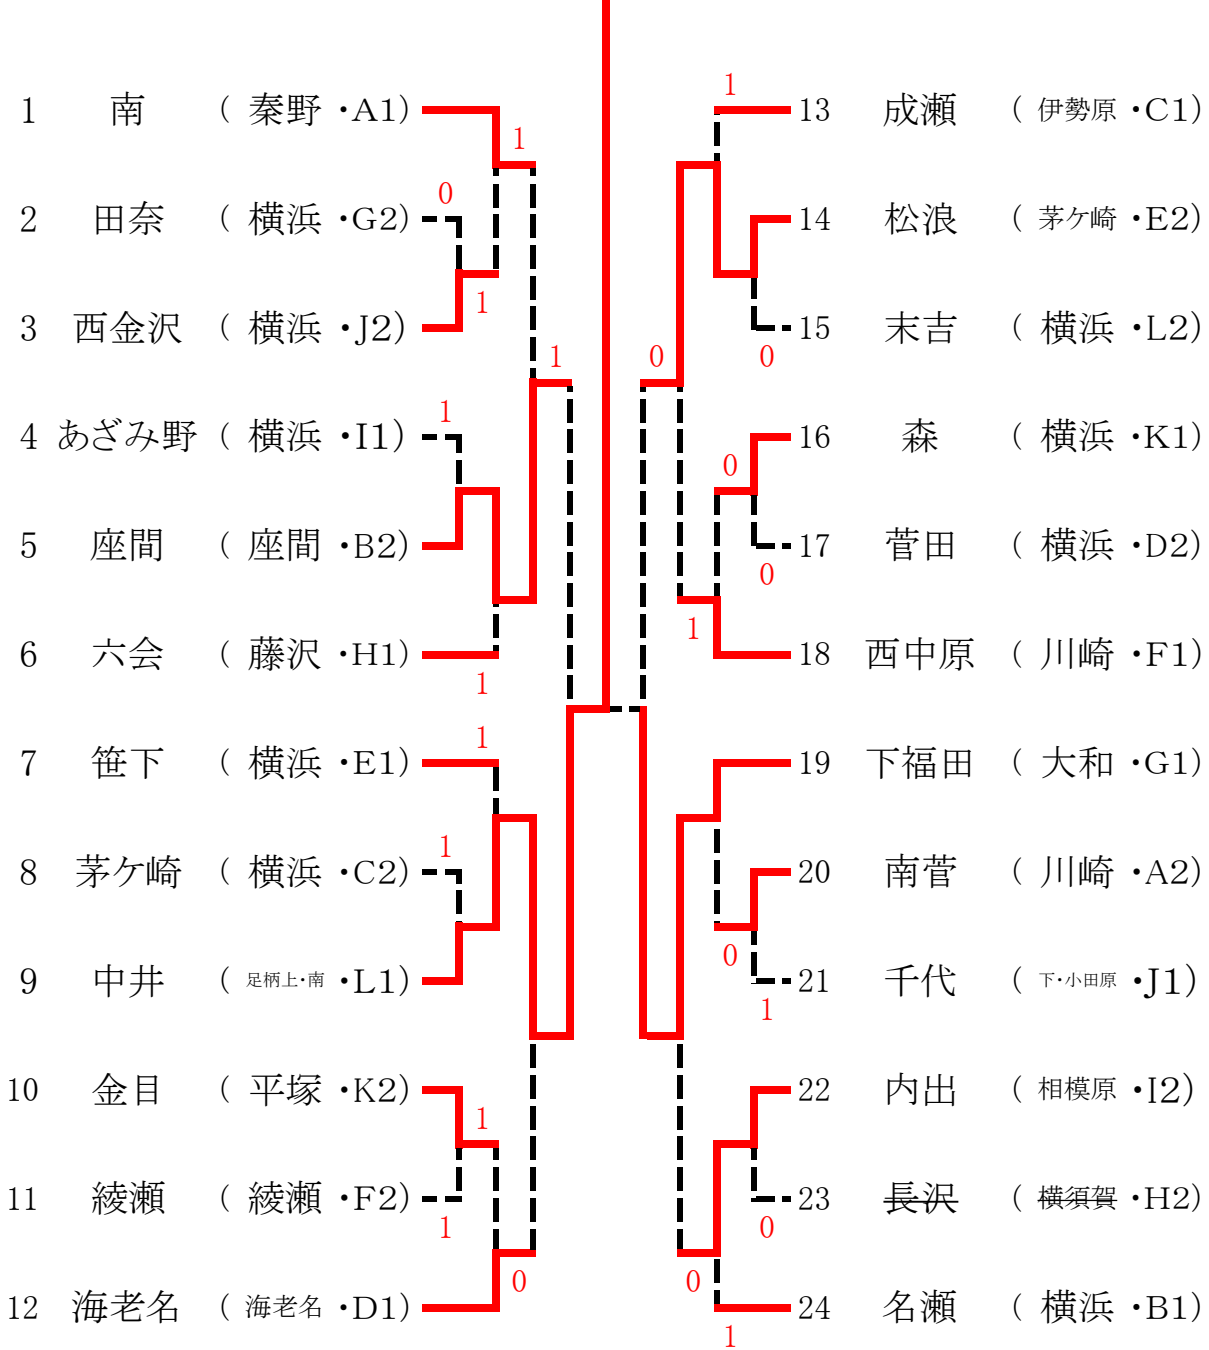 1 南 ( 秦野 ・A1)
1
2 田奈 ( 横浜 ・G2)
0
3 西金沢 ( 横浜 ・J2)
1
1
4 あざみ野 ( 横浜 ・I1)
1
5 座間 ( 座間 ・B2)
6 六会 ( 藤沢 ・H1)
1
7 笹下 ( 横浜 ・E1)
1
8 茅ケ崎 ( 横浜 ・C2)
1
9 中井 ( 足柄上・南 ・L1)
10 金目 ( 平塚 ・K2)
1
11 綾瀬 ( 綾瀬 ・F2)
1
12 海老名 ( 海老名 ・D1)
0
1
13 成瀬 ( 伊勢原 ・C1)
14 松浪 ( 茅ケ崎 ・E2)
15 末吉 ( 横浜 ・L2)
0
0
16 森 ( 横浜 ・K1)
0
17 菅田 ( 横浜 ・D2)
0
18 西中原 ( 川崎 ・F1)
1
19 下福田 ( 大和 ・G1)
20 南菅 ( 川崎 ・A2)
0
21 千代 ( 下・小田原 ・J1)
1
22 内出 ( 相模原 ・I2)
23 長沢 ( 横須賀 ・H2)
0
0
24 名瀬 ( 横浜 ・B1)
1